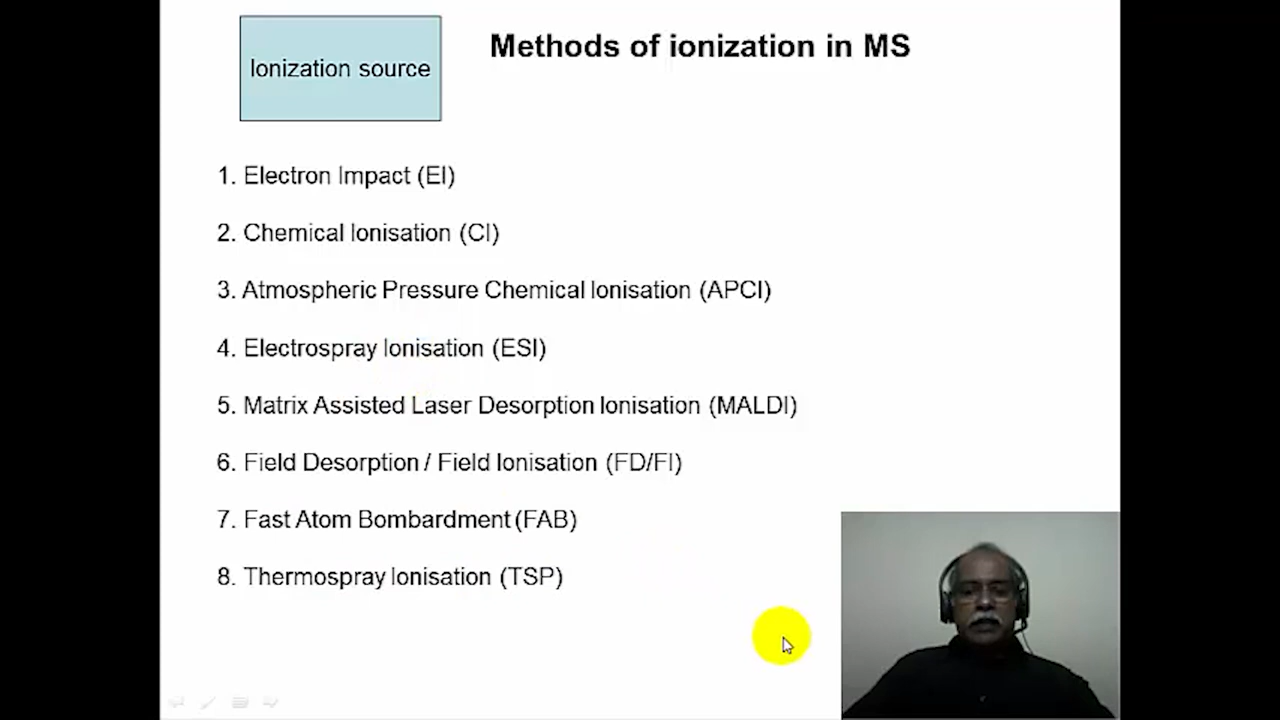 Ionization source
Methods of ionization in MS
1. Electron Impact (EI)
2. Chemical Ionisation (CI)
3. Atmospheric Pressure Chemical Ionisation (APCI)
4. Electrospray Ionisation (ESI)
5. Matrix Assisted Laser Desorption Ionisation (MALDI)
6. Field Desorption / Field Ionisation (FD/FI)
7. Fast Atom Bombardment (FAB)
8. Thermospray Ionisation (TSP)